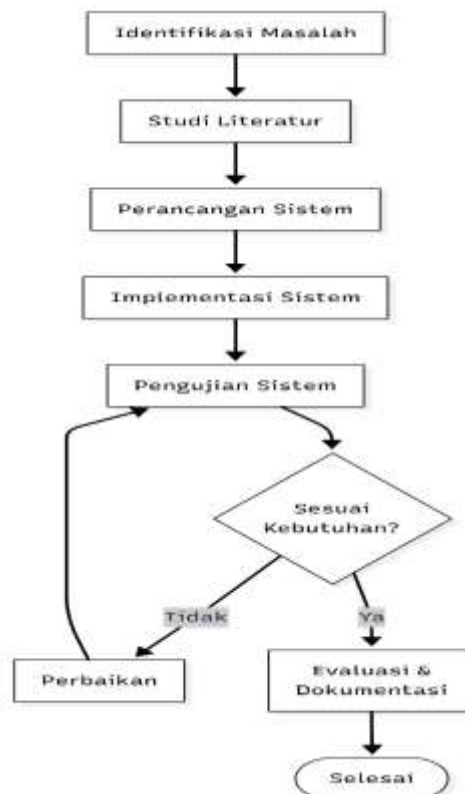 Identifikasi Masalah
Studi Literatur
Perancangan Sistem
Implementasi Sistem
Pengujian Sistem
Sesuai
Kebutuhan?
Tidak
Ya
Perbaikan
Evaluasi &
Dokumentasi
Selesai